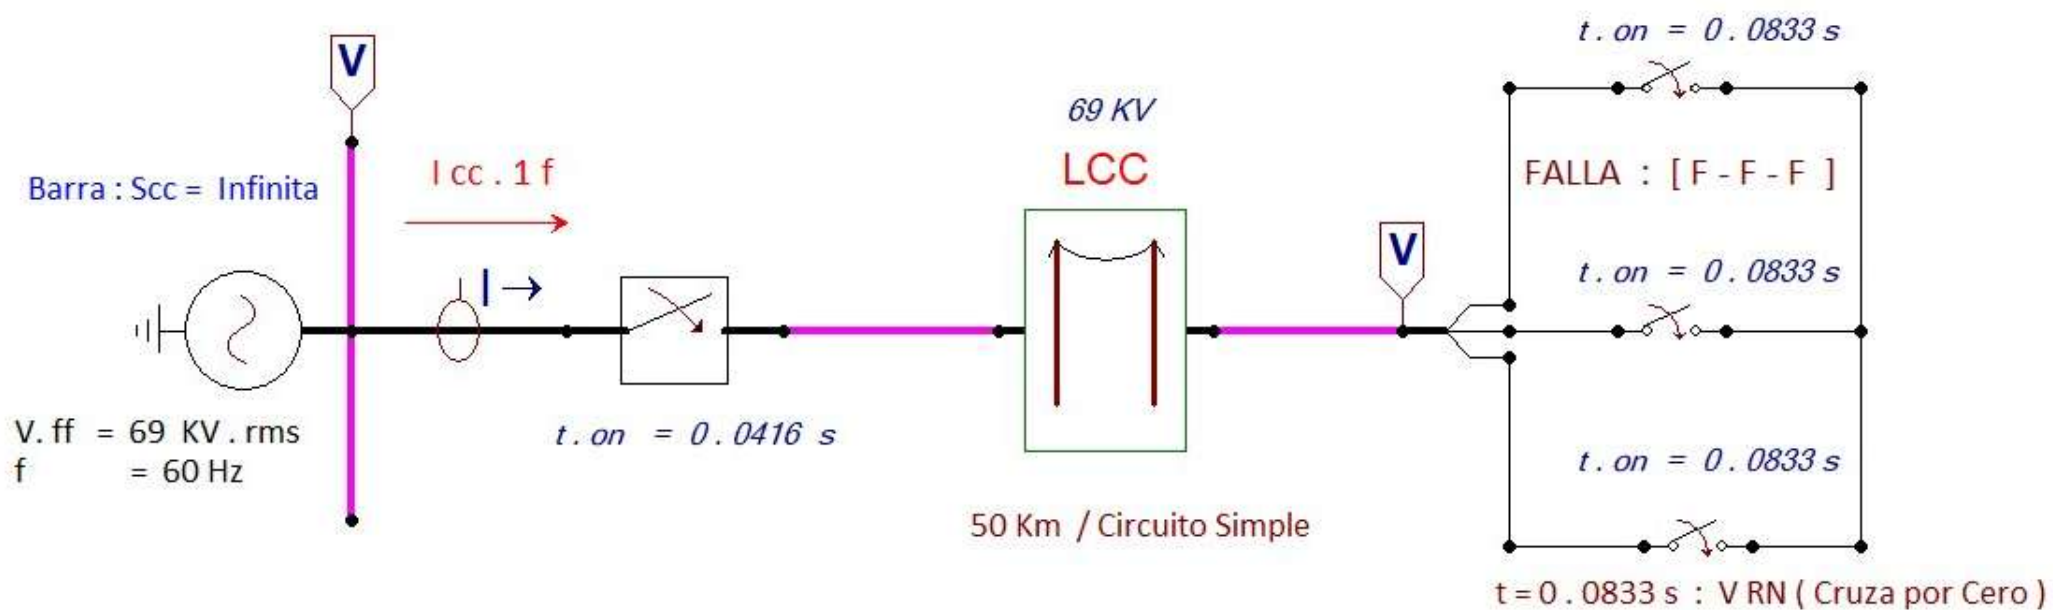 t . on = 0 . 0833 s
V
69 KV
LCC
I cc . 1 f
Barra : Scc = Infinita
FALLA : [ F - F - F ]
V
I →
t . on = 0 . 0833 s
V. ff = 69 KV . rms
f = 60 Hz
t . on = 0 . 0416 s
t . on = 0 . 0833 s
50 Km / Circuito Simple
t = 0 . 0833 s : V RN ( Cruza por Cero )